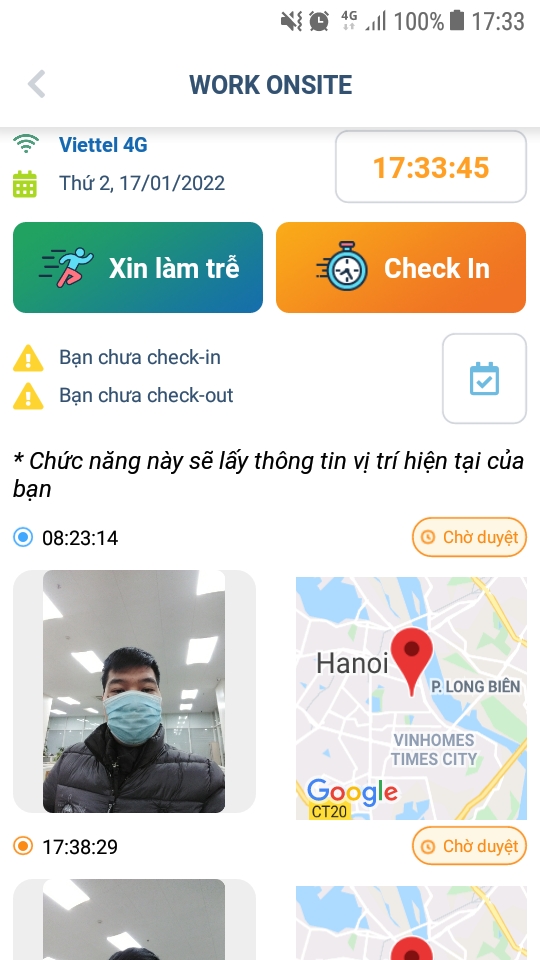 4G 100% 17:33
WORK ONSITE
Viettel 4G
Thứ 2, 17/01/2022
17:33:45
Xin làm trễ
Check In
Bạn chưa check-in
Bạn chưa check-out
* Chức năng này sẽ lấy thông tin vị trí hiện tại của
bạn
08:23:14
Chờ duyệt
Hanoi
P. LONG BIÊN
VINHOMES
TIMES CITY
Google
CT20
17:38:29
Chờ duyệt